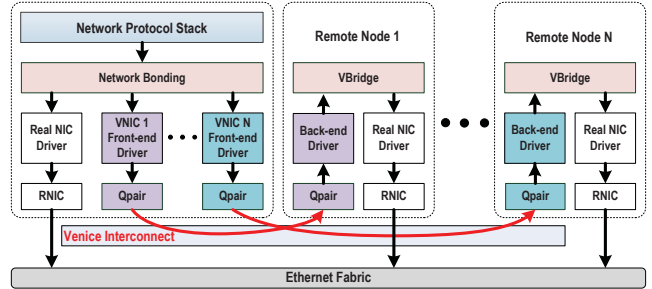 Network Protocol Stack
Network Bonding
Real NIC
Driver
VNIC 1
Front-end
Driver
VNIC N
Front-end
Driver
RNIC
Qpair
Qpair
Remote Node 1
VBridge
Back-end
Driver
Real NIC
Driver
Qpair
RNIC
Remote Node N
VBridge
Back-end
Driver
Real NIC
Driver
Qpair
RNIC
Venice Interconnect
Ethernet Fabric